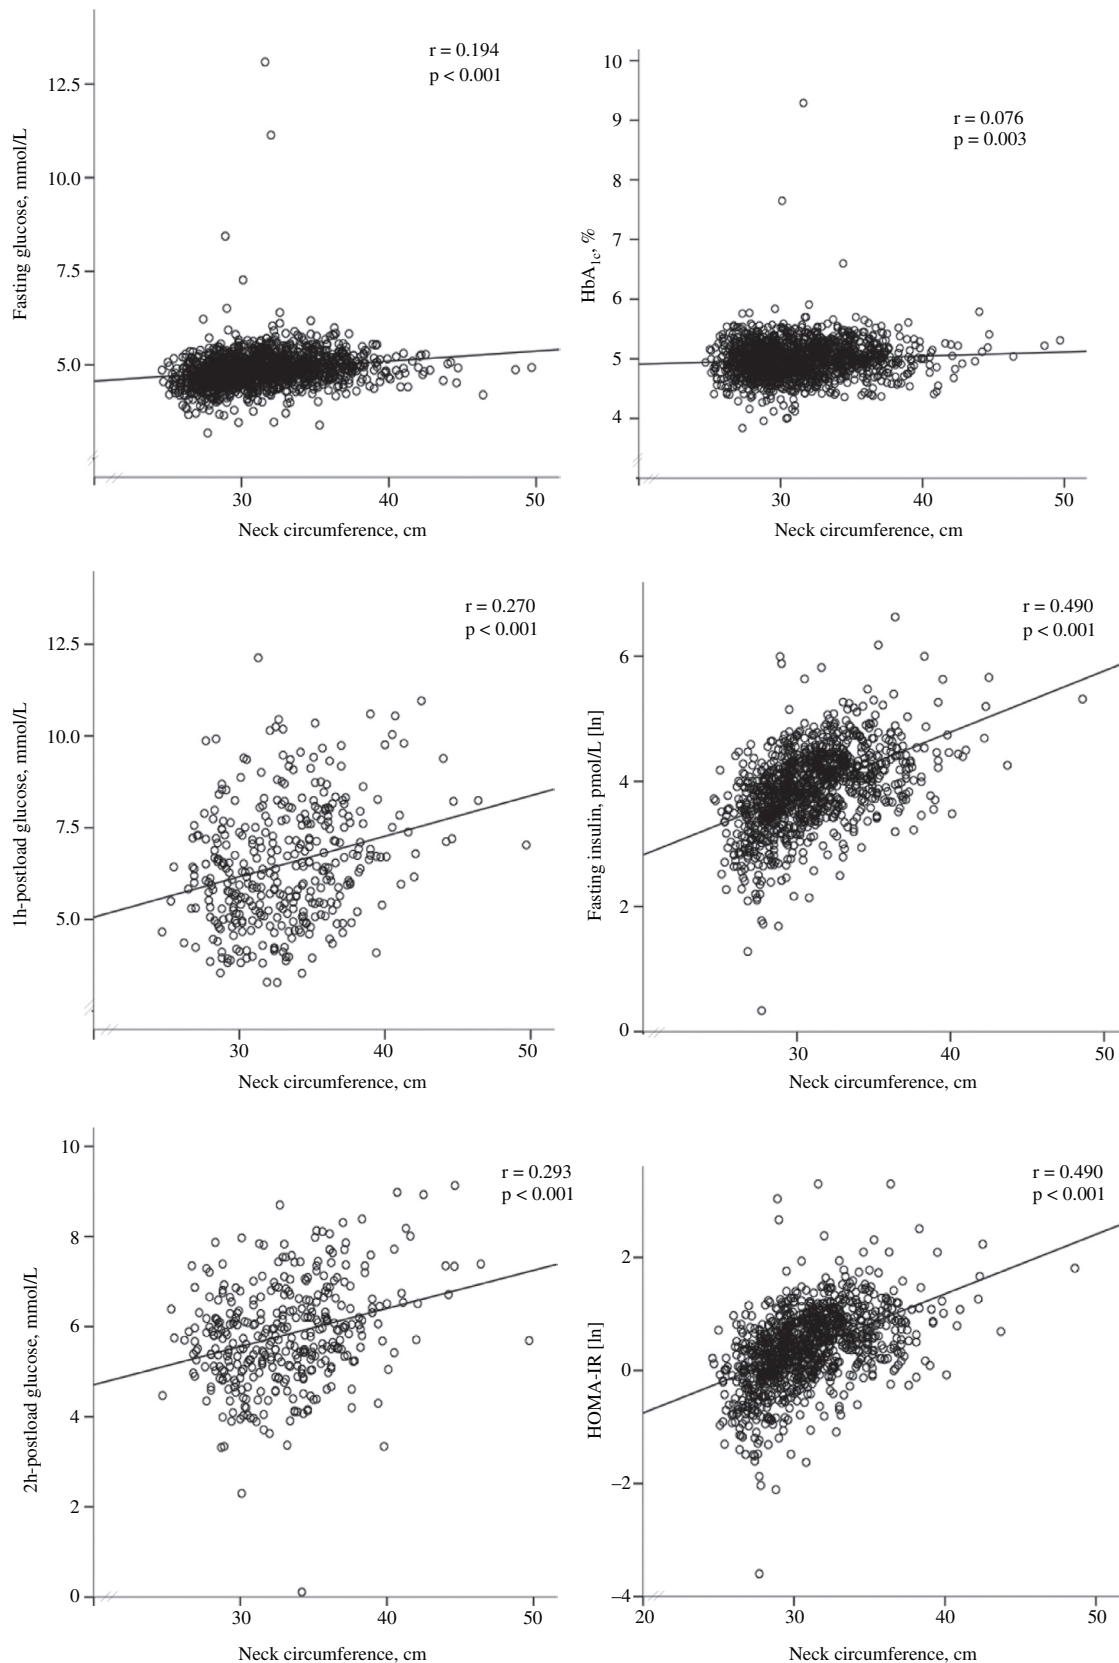 r = 0.194
p < 0.001
12.5
10.0
7.5
5.0
Fasting glucose, mmol/L
30 40 50
Neck circumference, cm
r = 0.076
p = 0.003
10
9
8
7
6
5
4
HbA1c, %
30 40 50
Neck circumference, cm
r = 0.270
p < 0.001
12.5
10.0
7.5
5.0
1h-postload glucose, mmol/L
30 40 50
Neck circumference, cm
r = 0.490
p < 0.001
6
4
2
0
Fasting insulin, pmol/L [ln]
30 40 50
Neck circumference, cm
r = 0.293
p < 0.001
10
8
6
4
2
0
2h-postload glucose, mmol/L
30 40 50
Neck circumference, cm
r = 0.490
p < 0.001
2
0
–2
–4
HOMA-IR [ln]
20 30 40 50
Neck circumference, cm